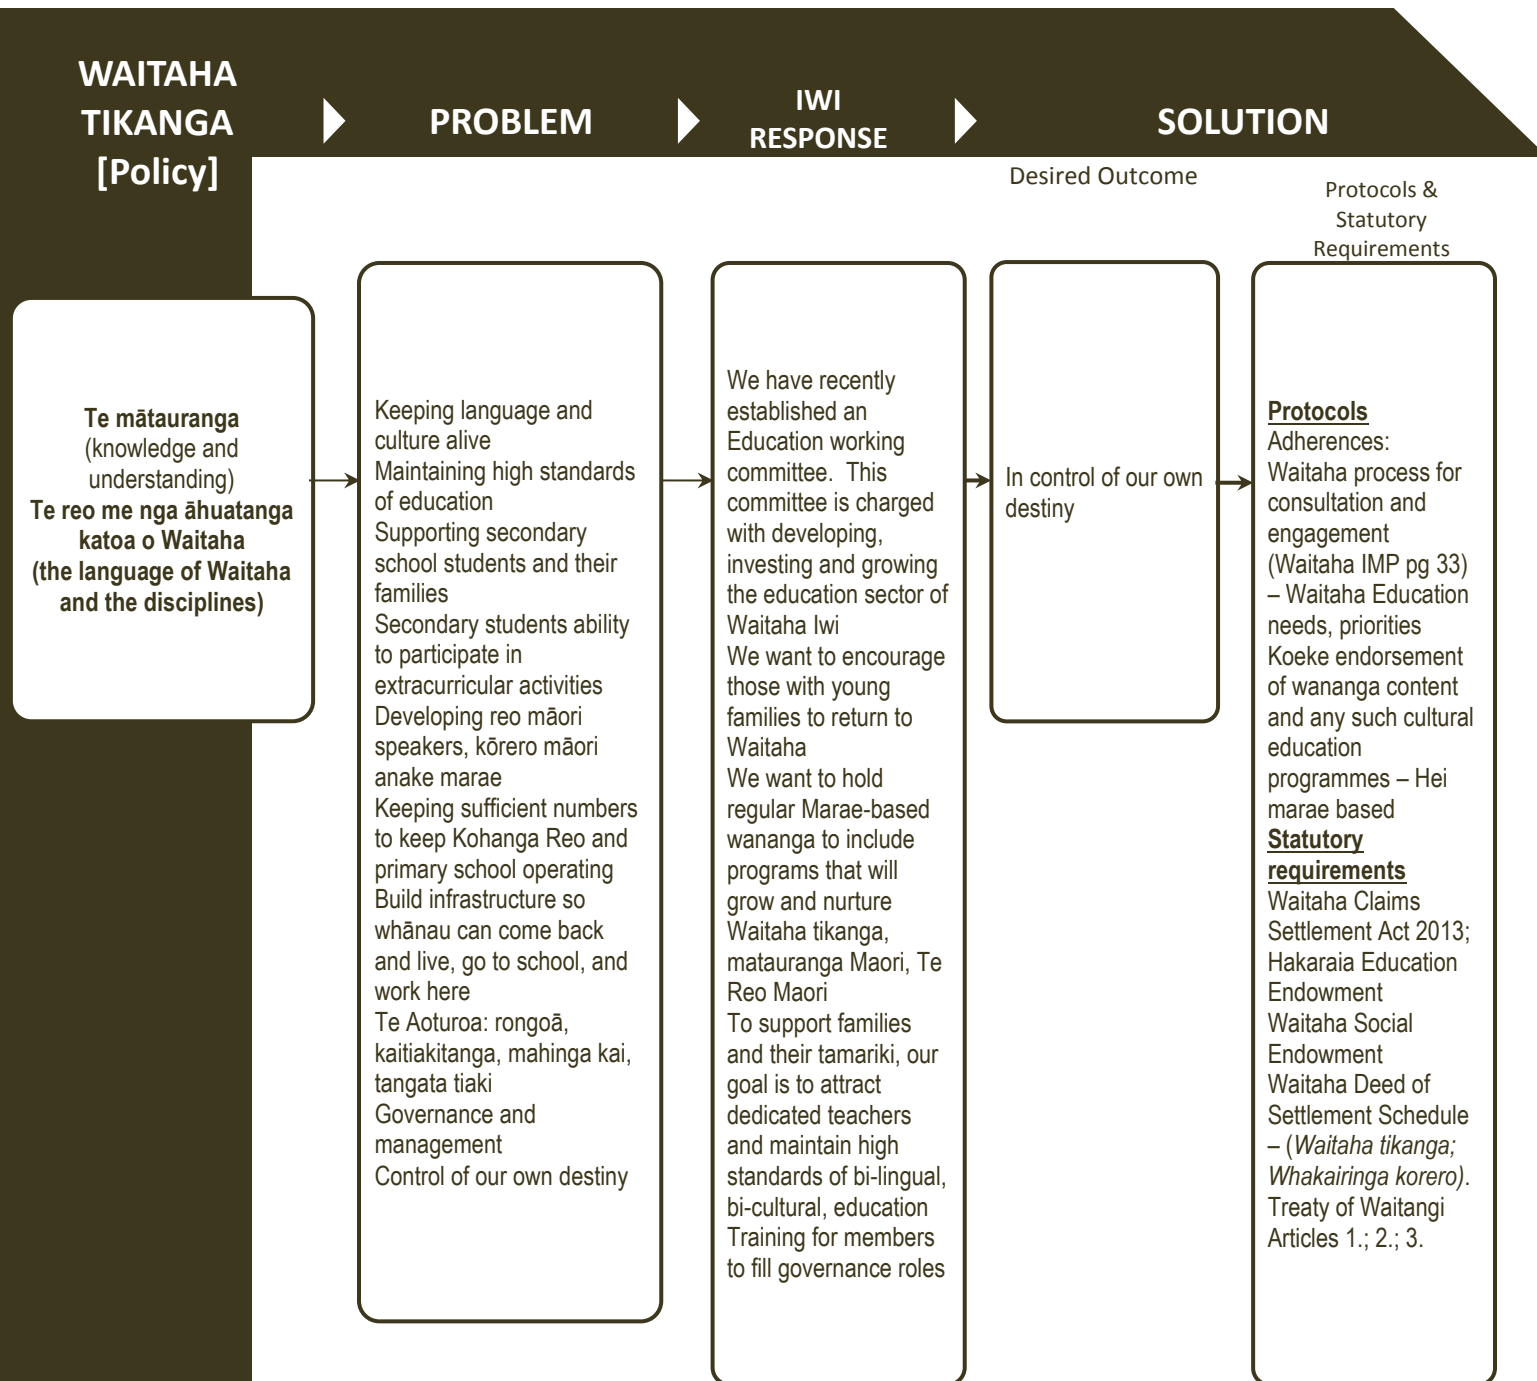 WAITAHA
TIKANGA
[Policy]
PROBLEM
IWI
RESPONSE
SOLUTION
Desired Outcome
Protocols &
Statutory
Requirements
Te mātauranga
(knowledge and
understanding)
Te reo me nga āhuatanga
katoa o Waitaha
(the language of Waitaha
and the disciplines)
Keeping language and
culture alive
Maintaining high standards
of education
Supporting secondary
school students and their
families
Secondary students ability
to participate in
extracurricular activities
Developing reo māori
speakers, kōrero māori
anake marae
Keeping sufficient numbers
to keep Kohanga Reo and
primary school operating
Build infrastructure so
whānau can come back
and live, go to school, and
work here
Te Aoturoa: rongoā,
kaitiakitanga, mahinga kai,
tangata tiaki
Governance and
management
Control of our own destiny
We have recently
established an
Education working
committee.  This
committee is charged
with developing,
investing and growing
the education sector of
Waitaha Iwi
We want to encourage
those with young
families to return to
Waitaha
We want to hold
regular Marae-based
wananga to include
programs that will
grow and nurture
Waitaha tikanga,
matauranga Maori, Te
Reo Maori
To support families
and their tamariki, our
goal is to attract
dedicated teachers
and maintain high
standards of bi-lingual,
bi-cultural, education
Training for members
to fill governance roles
In control of our own
destiny
Protocols
Adherences:
Waitaha process for
consultation and
engagement
(Waitaha IMP pg 33)
– Waitaha Education
needs, priorities
Koeke endorsement
of wananga content
and any such cultural
education
programmes – Hei
marae based
Statutory
requirements
Waitaha Claims
Settlement Act 2013;
Hakaraia Education
Endowment
Waitaha Social
Endowment
Waitaha Deed of
Settlement Schedule
– (Waitaha tikanga;
Whakairinga korero).
Treaty of Waitangi
Articles 1.; 2.; 3.